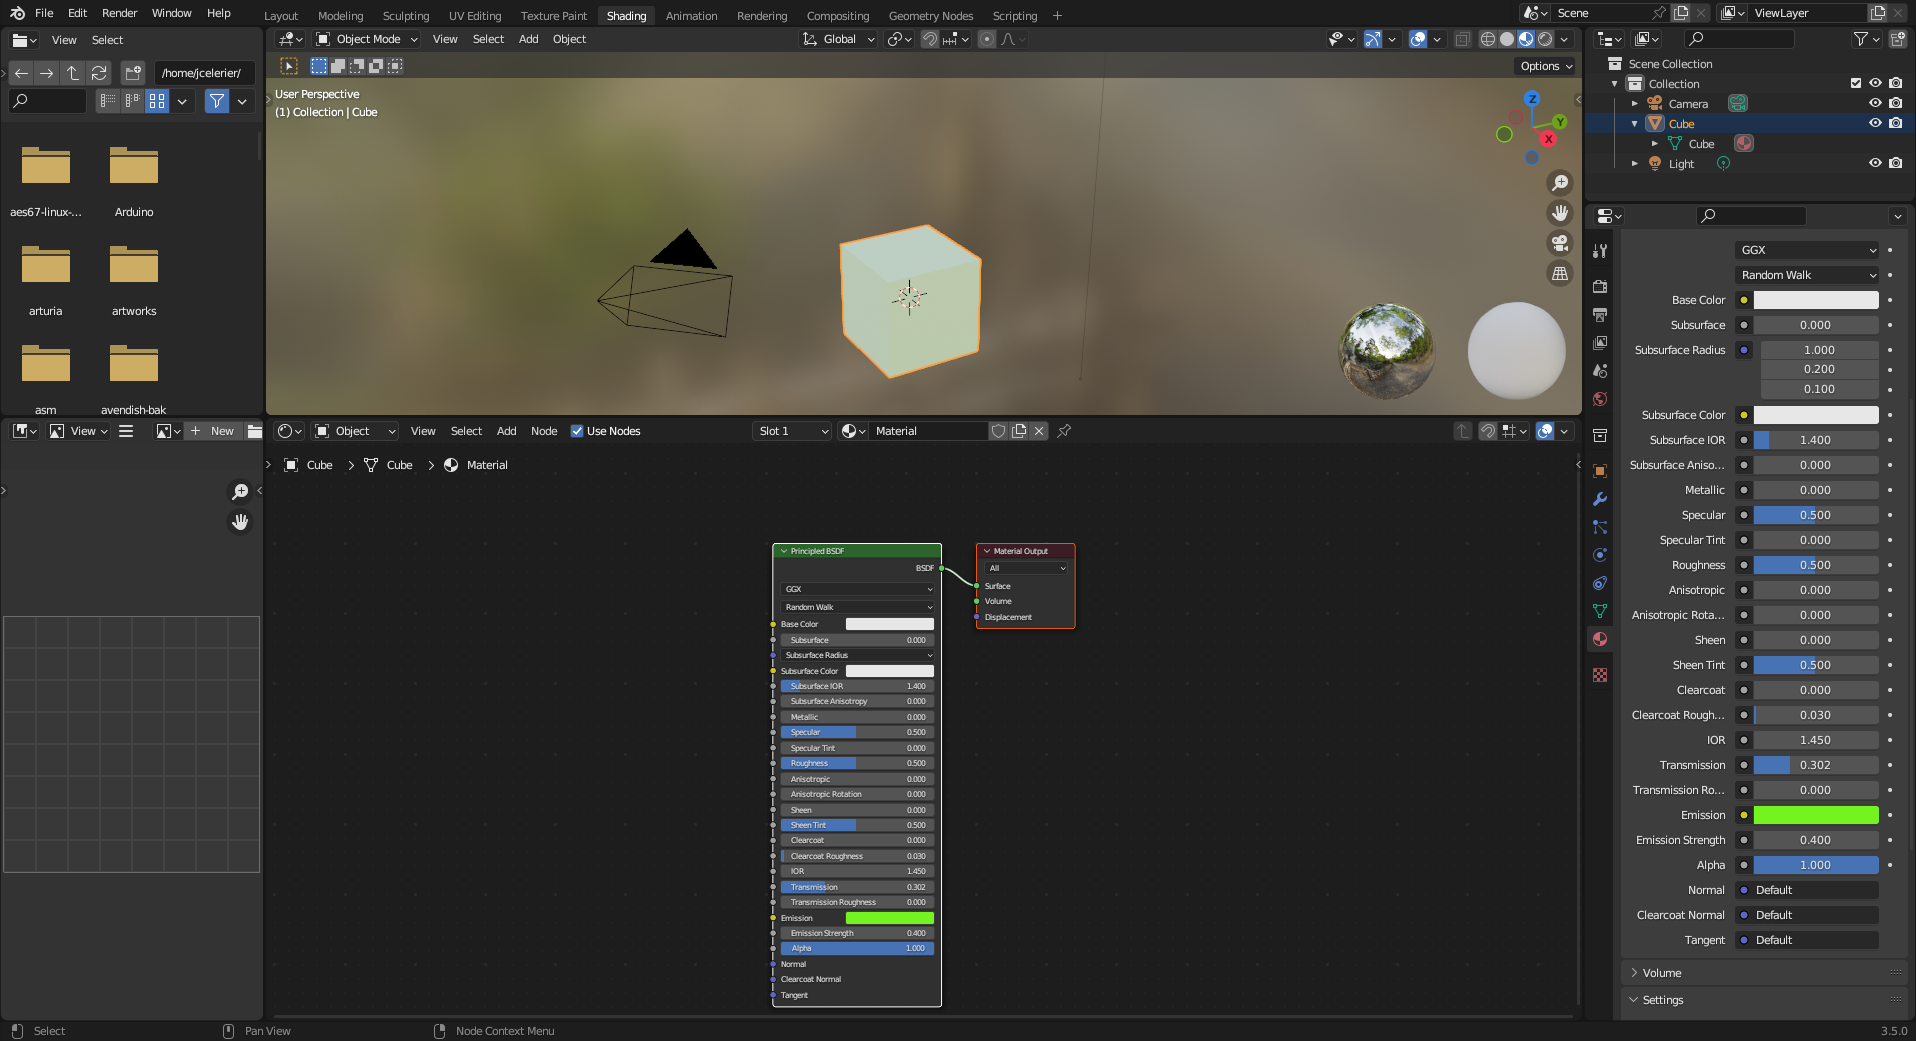 File Edit Render Window Help Layout Modeling Sculpting UV Editing Texture Paint Shading Animation Rendering Compositing Geometry Nodes Scripting + Scene ViewLayer
View Select
Object Mode View Select Add Object Global
/home/jcelerier/
Options
User Perspective
(1) Collection | Cube
Z
Y
X
aes67-linux-... Arduino
arturia artworks
asm avendish-bak
Scene Collection
Collection
Camera
Cube
Cube
Light
View New
Object View Select Add Node Use Nodes Slot 1 Material
Cube Cube Material
Principled BSDF
BSDF
GGX
Random Walk
Base Color
Subsurface 0.000
Subsurface Radius
Subsurface Color
Subsurface IOR 1.400
Subsurface Anisotropy 0.000
Metallic 0.000
Specular 0.500
Specular Tint 0.000
Roughness 0.500
Anisotropic 0.000
Anisotropic Rotation 0.000
Sheen 0.000
Sheen Tint 0.500
Clearcoat 0.000
Clearcoat Roughness 0.030
IOR 1.450
Transmission 0.302
Transmission Roughness 0.000
Emission
Emission Strength 0.400
Alpha 1.000
Normal
Clearcoat Normal
Tangent
Material Output
All
Surface
Volume
Displacement
GGX
Random Walk
Base Color
Subsurface 0.000
Subsurface Radius 1.000
0.200
0.100
Subsurface Color
Subsurface IOR 1.400
Subsurface Aniso... 0.000
Metallic 0.000
Specular 0.500
Specular Tint 0.000
Roughness 0.500
Anisotropic 0.000
Anisotropic Rota... 0.000
Sheen 0.000
Sheen Tint 0.500
Clearcoat 0.000
Clearcoat Rough... 0.030
IOR 1.450
Transmission 0.302
Transmission Ro... 0.000
Emission
Emission Strength 0.400
Alpha 1.000
Normal Default
Clearcoat Normal Default
Tangent Default
Volume
Settings
Select Pan View Node Context Menu 3.5.0